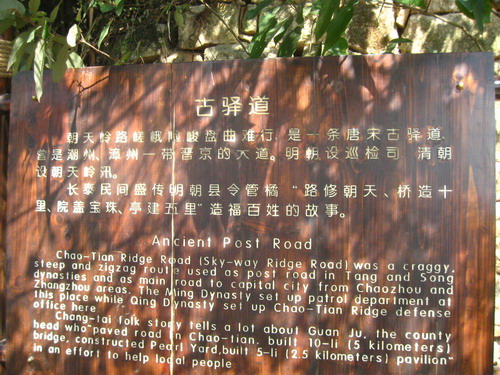 古驿道
朝天岭路嵯峨险峻盘曲难行,是一条唐宋古驿道,
曾是潮州、漳州一带晋京的大道。明朝设巡检司,清朝
设朝天岭汛。
长泰民间盛传明朝县令管橘“路修朝天、桥造十
里、院盖宝珠、亭建五里”造福百姓的故事。
Ancient Post Road
Chao-Tian Ridge Road (Sky-way Ridge Road) was a craggy,
steep and zigzag route used as post road in Tang and Song
dynasties and as main road to capital city from Chaozhou and
Zhangzhou areas. The Ming Dynasty set up patrol department at
this place while Qing Dynasty set up Chao-Tian Ridge defense
office here
Chang-tai folk story tells a lot about Guan Ju, the county
head who“paved road in Chao-tian, built 10-li (5 kilometers)
bridge, constructed Pearl Yard,built 5-li (2.5 kilometers) pavilion”
in an effort to help local people